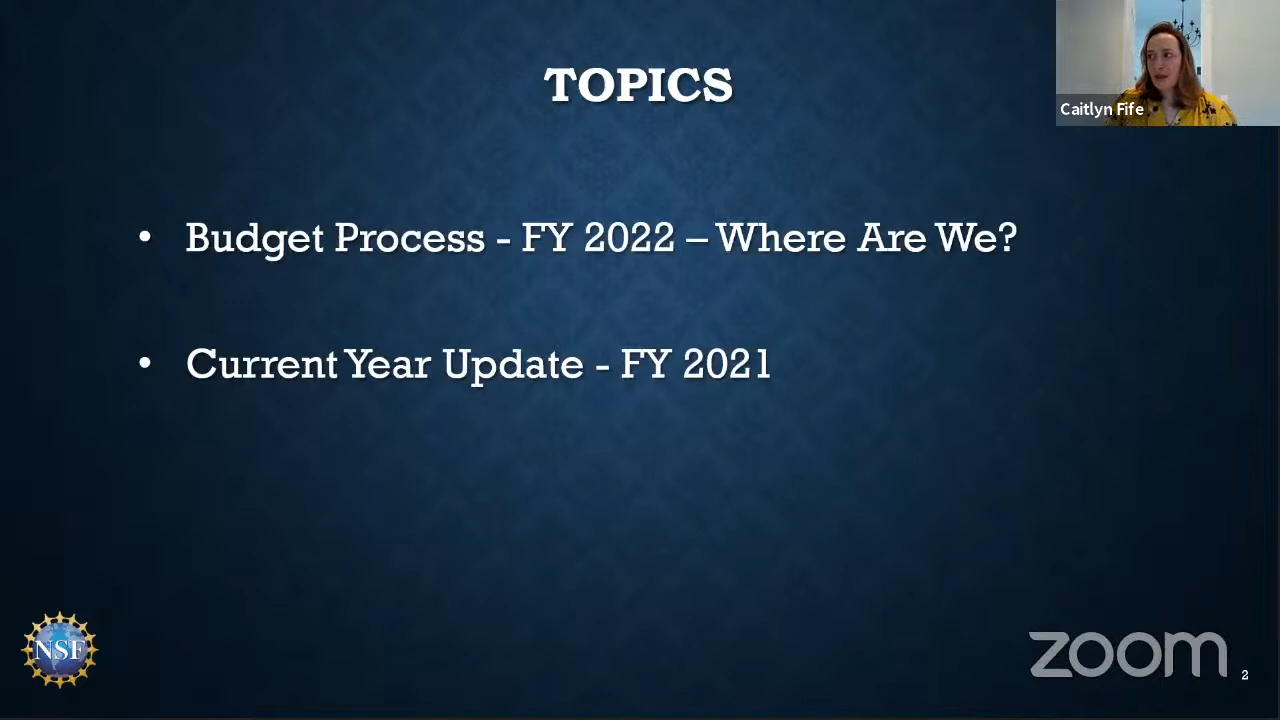 TOPICS
Caitlyn Fife
• Budget Process - FY 2022 – Where Are We?
• Current Year Update - FY 2021
NSF
zoom
2